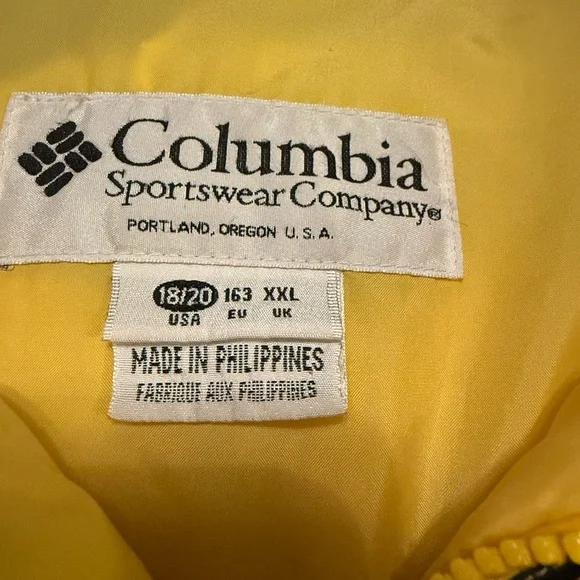 Columbia
Sportswear Company®
PORTLAND, OREGON U.S.A.
18/20 163 XXL
USA EU UK
MADE IN PHILIPPINES
FABRIQUE AUX PHILIPPINES